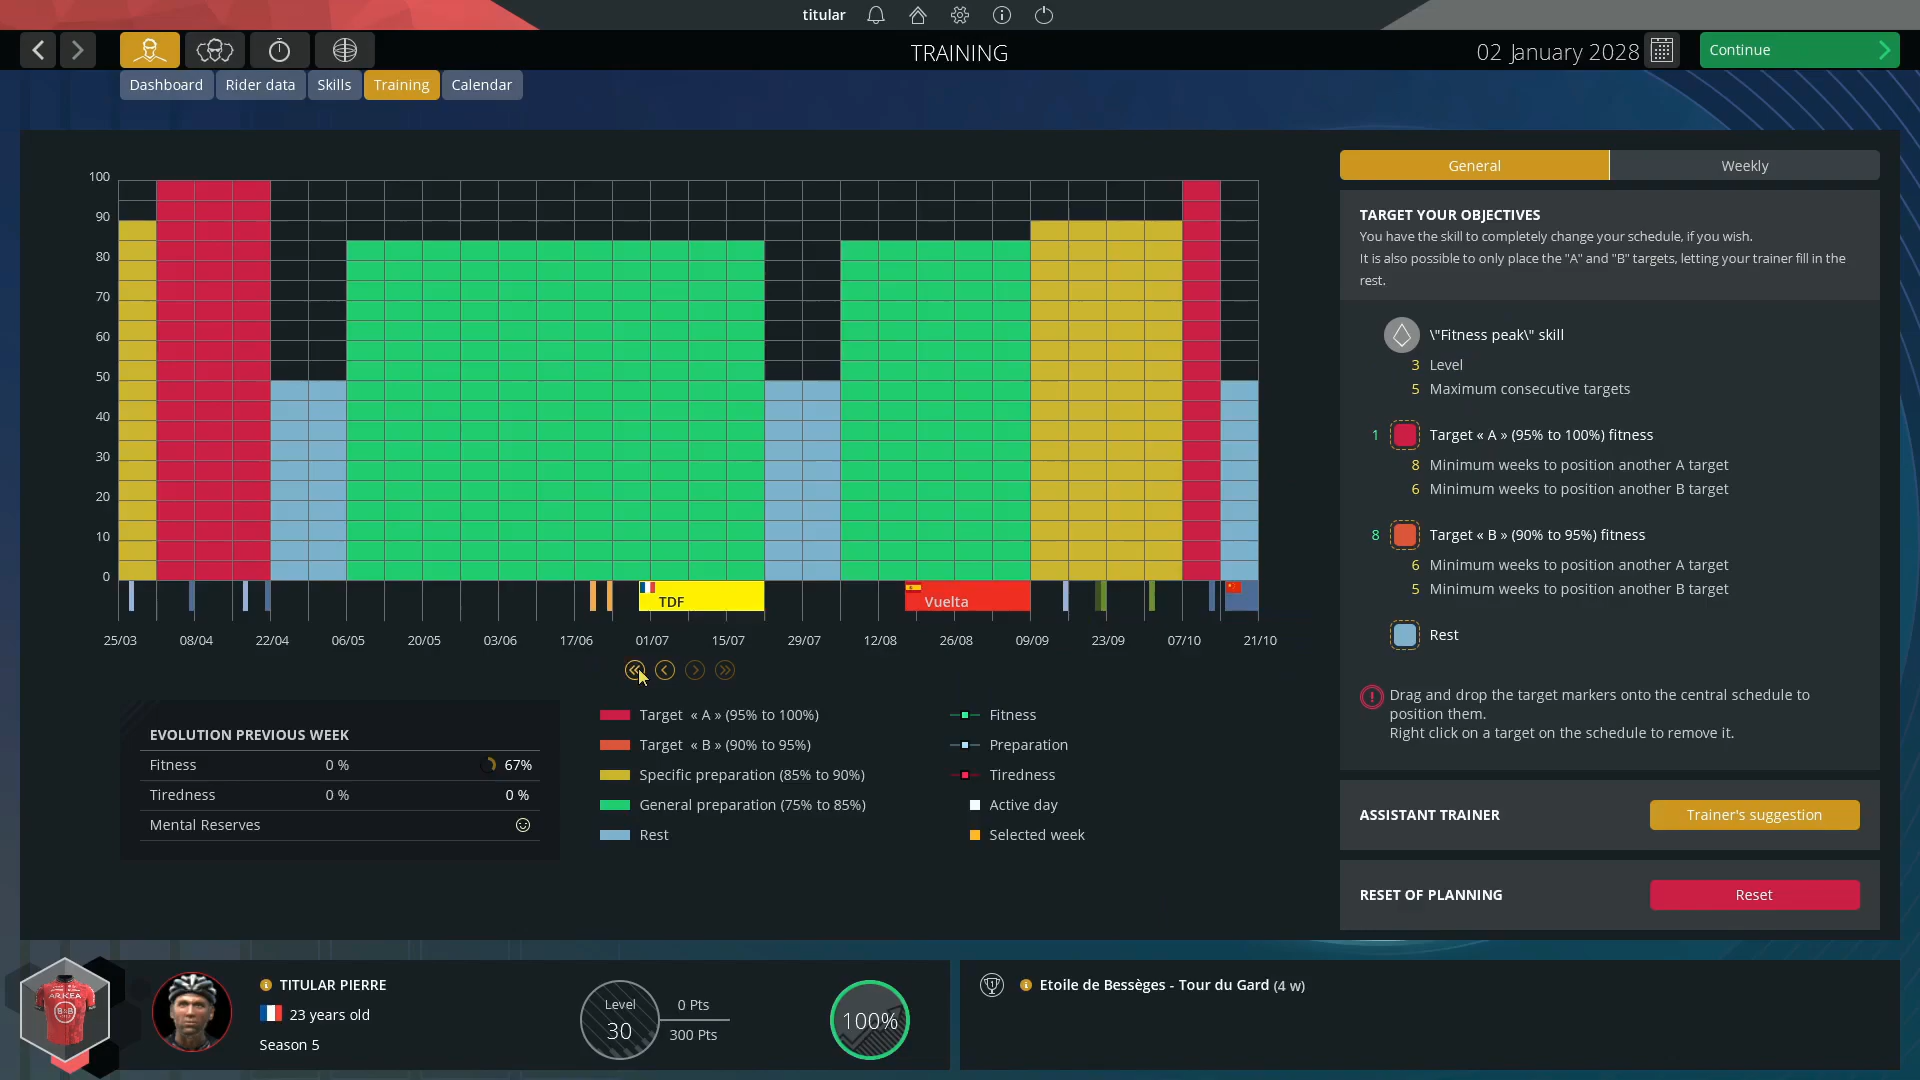 titular
TRAINING
02 January 2028
Continue
Dashboard
Rider data
Skills
Training
Calendar
100
90
80
70
60
50
40
30
20
10
0
TDF
Vuelta
25/03
08/04
22/04
06/05
20/05
03/06
17/06
01/07
15/07
29/07
12/08
26/08
09/09
23/09
07/10
21/10
EVOLUTION PREVIOUS WEEK
Fitness 0 % 67%
Tiredness 0 % 0 %
Mental Reserves
Target « A » (95% to 100%)
Target « B » (90% to 95%)
Specific preparation (85% to 90%)
General preparation (75% to 85%)
Rest
Fitness
Preparation
Tiredness
Active day
Selected week
General
Weekly
TARGET YOUR OBJECTIVES
You have the skill to completely change your schedule, if you wish.
It is also possible to only place the "A" and "B" targets, letting your trainer fill in the
rest.
\"Fitness peak\" skill
3 Level
5 Maximum consecutive targets
1 Target « A » (95% to 100%) fitness
8 Minimum weeks to position another A target
6 Minimum weeks to position another B target
8 Target « B » (90% to 95%) fitness
6 Minimum weeks to position another A target
5 Minimum weeks to position another B target
Rest
Drag and drop the target markers onto the central schedule to
position them.
Right click on a target on the schedule to remove it.
ASSISTANT TRAINER
Trainer's suggestion
RESET OF PLANNING
Reset
ARKEA
B&B
TITULAR PIERRE
23 years old
Season 5
Level
30
0 Pts
300 Pts
100%
Etoile de Bessèges - Tour du Gard (4 w)